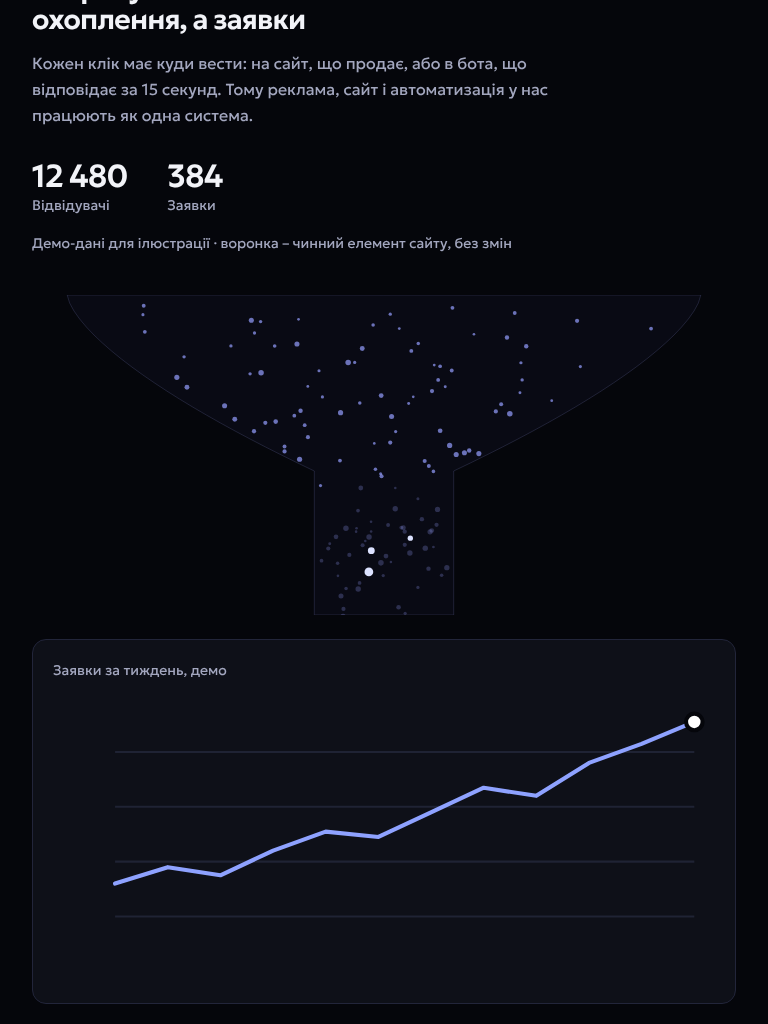 охоплення, а заявки
Кожен клік має куди вести: на сайт, що продає, або в бота, що
відповідає за 15 секунд. Тому реклама, сайт і автоматизація у нас
працюють як одна система.
12 480
Відвідувачі
384
Заявки
Демо-дані для ілюстрації · воронка – чинний елемент сайту, без змін
Заявки за тиждень, демо